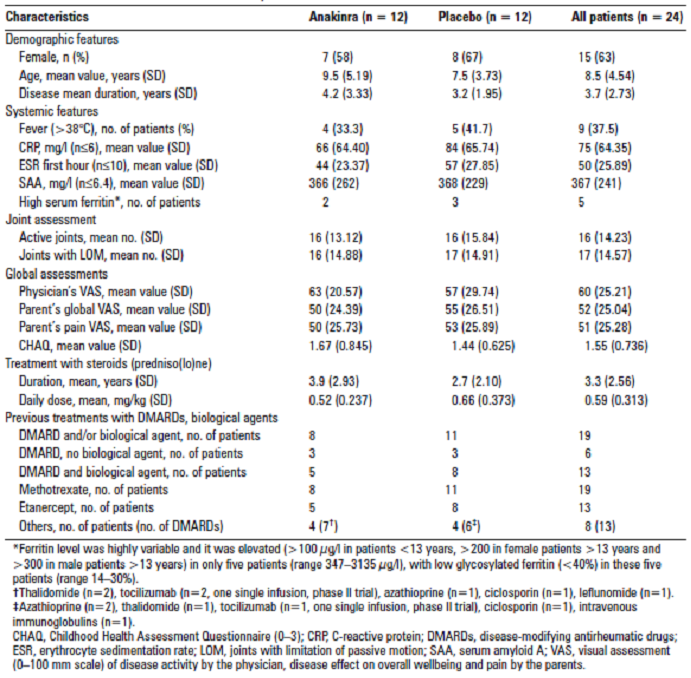 Characteristics Anakinra (n = 12) Placebo (n = 12) All patients (n = 24)
Demographic features
Female, n (%) 7 (58) 8 (67) 15 (63)
Age, mean value, years (SD) 9.5 (5.19) 7.5 (3.73) 8.5 (4.54)
Disease mean duration, years (SD) 4.2 (3.33) 3.2 (1.95) 3.7 (2.73)
Systemic features
Fever (>38°C), no. of patients (%) 4 (33.3) 5 (41.7) 9 (37.5)
CRP, mg/l (n≤6), mean value (SD) 66 (64.40) 84 (65.74) 75 (64.35)
ESR first hour (n≤10), mean value (SD) 44 (23.37) 57 (27.85) 50 (25.89)
SAA, mg/l (n≤6.4), mean value (SD) 366 (262) 368 (229) 367 (241)
High serum ferritin*, no. of patients 2 3 5
Joint assessment
Active joints, mean no. (SD) 16 (13.12) 16 (15.84) 16 (14.23)
Joints with LOM, mean no. (SD) 16 (14.88) 17 (14.91) 17 (14.57)
Global assessments
Physician's VAS, mean value (SD) 63 (20.57) 57 (29.74) 60 (25.21)
Parent's global VAS, mean value (SD) 50 (24.39) 55 (26.51) 52 (25.04)
Parent's pain VAS, mean value (SD) 50 (25.73) 53 (25.89) 51 (25.28)
CHAQ, mean value (SD) 1.67 (0.845) 1.44 (0.625) 1.55 (0.736)
Treatment with steroids (predniso(lo)ne)
Duration, mean, years (SD) 3.9 (2.93) 2.7 (2.10) 3.3 (2.56)
Daily dose, mean, mg/kg (SD) 0.52 (0.237) 0.66 (0.373) 0.59 (0.313)
Previous treatments with DMARDs, biological agents
DMARD and/or biological agent, no. of patients 8 11 19
DMARD, no biological agent, no. of patients 3 3 6
DMARD and biological agent, no. of patients 5 8 13
Methotrexate, no. of patients 8 11 19
Etanercept, no. of patients 5 8 13
Others, no. of patients (no. of DMARDs) 4 (7†) 4 (6‡) 8 (13)
*Ferritin level was highly variable and it was elevated (>100 µg/l in patients <13 years, >200 in female patients >13 years and
>300 in male patients >13 years) in only five patients (range 347–3135 µg/l), with low glycosylated ferritin (<40%) in these five
patients (range 14–30%).
†Thalidomide (n=2), tocilizumab (n=2, one single infusion, phase II trial), azathioprine (n=1), ciclosporin (n=1), leflunomide (n=1).
‡Azathioprine (n=2), thalidomide (n=1), tocilizumab (n=1, one single infusion, phase II trial), ciclosporin (n=1), intravenous
immunoglobulins (n=1).
CHAQ, Childhood Health Assessment Questionnaire (0–3); CRP, C-reactive protein; DMARDs, disease-modifying antirheumatic drugs;
ESR, erythrocyte sedimentation rate; LOM, joints with limitation of passive motion; SAA, serum amyloid A; VAS, visual assessment
(0–100 mm scale) of disease activity by the physician, disease effect on overall wellbeing and pain by the parents.